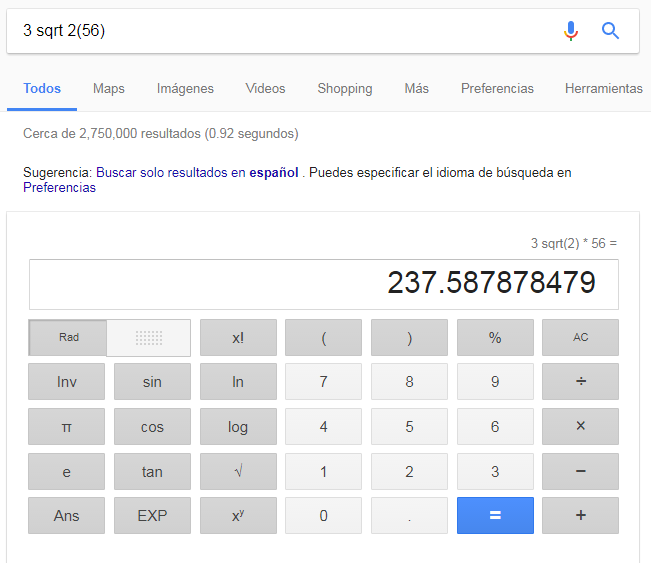 3 sqrt 2(56)
Todos Maps Imágenes Videos Shopping Más Preferencias Herramientas
Cerca de 2,750,000 resultados (0.92 segundos)
Sugerencia: Buscar solo resultados en español . Puedes especificar el idioma de búsqueda en
Preferencias
3 sqrt(2) * 56 =
237.587878479
Rad x! ( ) % AC
Inv sin ln 7 8 9 ÷
π cos log 4 5 6 ×
e tan √ 1 2 3 −
Ans EXP xʸ 0 . = +